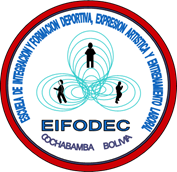 ESCUELA DE INTEGRACION Y FORMACION DEPORTIVA, EXPRESION ARTISTICA Y ENTRENAMIENTO LABORAL
EIFODEC
COCHABAMBA BOLIVIA